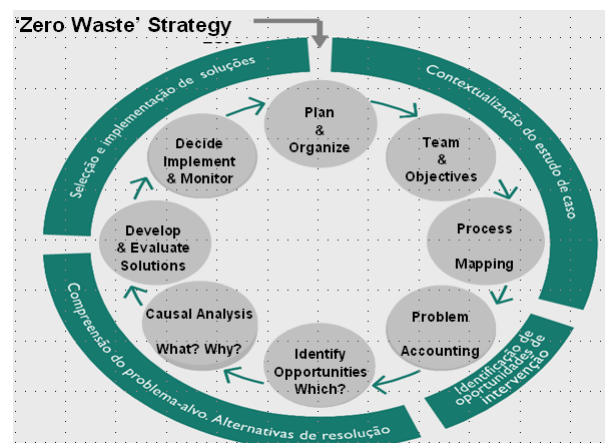 'Zero Waste' Strategy
Plan
&
Organize
Team
&
Objectives
Process
Mapping
Problem
Accounting
Identify
Opportunities
Which?
Causal Analysis
What? Why?
Develop
& Evaluate
Solutions
Decide
Implement
& Monitor
Contextualização do estudo de caso
Identificação de
oportunidades de
intervenção
Compreensão do problema-alvo. Alternativas de resolução
Selecção e implementação de soluções